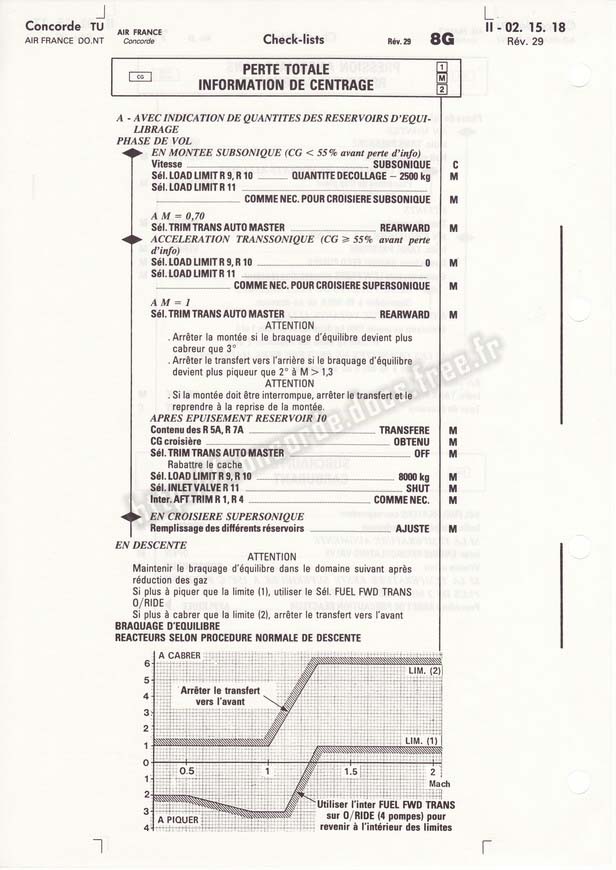 Concorde TU
AIR FRANCE DO.NT
AIR FRANCE
Concorde
Check-lists
Rév. 29
8G
II - 02. 15. 18
Rév. 29
CG
PERTE TOTALE
INFORMATION DE CENTRAGE
1
M
2
A - AVEC INDICATION DE QUANTITES DES RESERVOIRS D'EQUI-
LIBRAGE
PHASE DE VOL
EN MONTEE SUBSONIQUE (CG < 55% avant perte d'info)
Vitesse SUBSONIQUE C
Sél. LOAD LIMIT R 9, R 10 QUANTITE DECOLLAGE – 2500 kg M
Sél. LOAD LIMIT R 11
COMME NEC. POUR CROISIERE SUBSONIQUE M
A M = 0,70
Sél. TRIM TRANS AUTO MASTER REARWARD M
ACCELERATION TRANSSONIQUE (CG ⩾ 55% avant perte
d'info)
Sél. LOAD LIMIT R 9, R 10 0 M
Sél. LOAD LIMIT R 11
COMME NEC. POUR CROISIERE SUPERSONIQUE M
A M = 1
Sél. TRIM TRANS AUTO MASTER REARWARD M
ATTENTION
. Arrêter la montée si le braquage d'équilibre devient plus
cabreur que 3°
. Arrêter le transfert vers l'arrière si le braquage d'équilibre
devient plus piqueur que 2° à M > 1,3
ATTENTION
. Si la montée doit être interrompue, arrêter le transfert et le
reprendre à la reprise de la montée.
APRES EPUISEMENT RESERVOIR 10
Contenu des R 5A, R 7A TRANSFERE M
CG croisière OBTENU M
Sél. TRIM TRANS AUTO MASTER OFF M
Rabattre le cache
Sél. LOAD LIMIT R 9, R 10 8000 kg M
Sél. INLET VALVE R 11 SHUT M
Inter. AFT TRIM R 1, R 4 COMME NEC. M
EN CROISIERE SUPERSONIQUE
Remplissage des différents réservoirs AJUSTE M
EN DESCENTE
ATTENTION
Maintenir le braquage d'équilibre dans le domaine suivant après
réduction des gaz
Si plus à piquer que la limite (1), utiliser le Sél. FUEL FWD TRANS
O/RIDE
Si plus à cabrer que la limite (2), arrêter le transfert vers l'avant
BRAQUAGE D'EQUILIBRE
REACTEURS SELON PROCEDURE NORMALE DE DESCENTE
A CABRER
6
5
4
3
2
1
0
1
2
3
4
LIM. (2)
Arrêter le transfert
vers l'avant
LIM. (1)
0.5
1
1.5
2
Mach
Utiliser l'inter FUEL FWD TRANS
sur O/RIDE (4 pompes) pour
revenir à l'intérieur des limites
A PIQUER